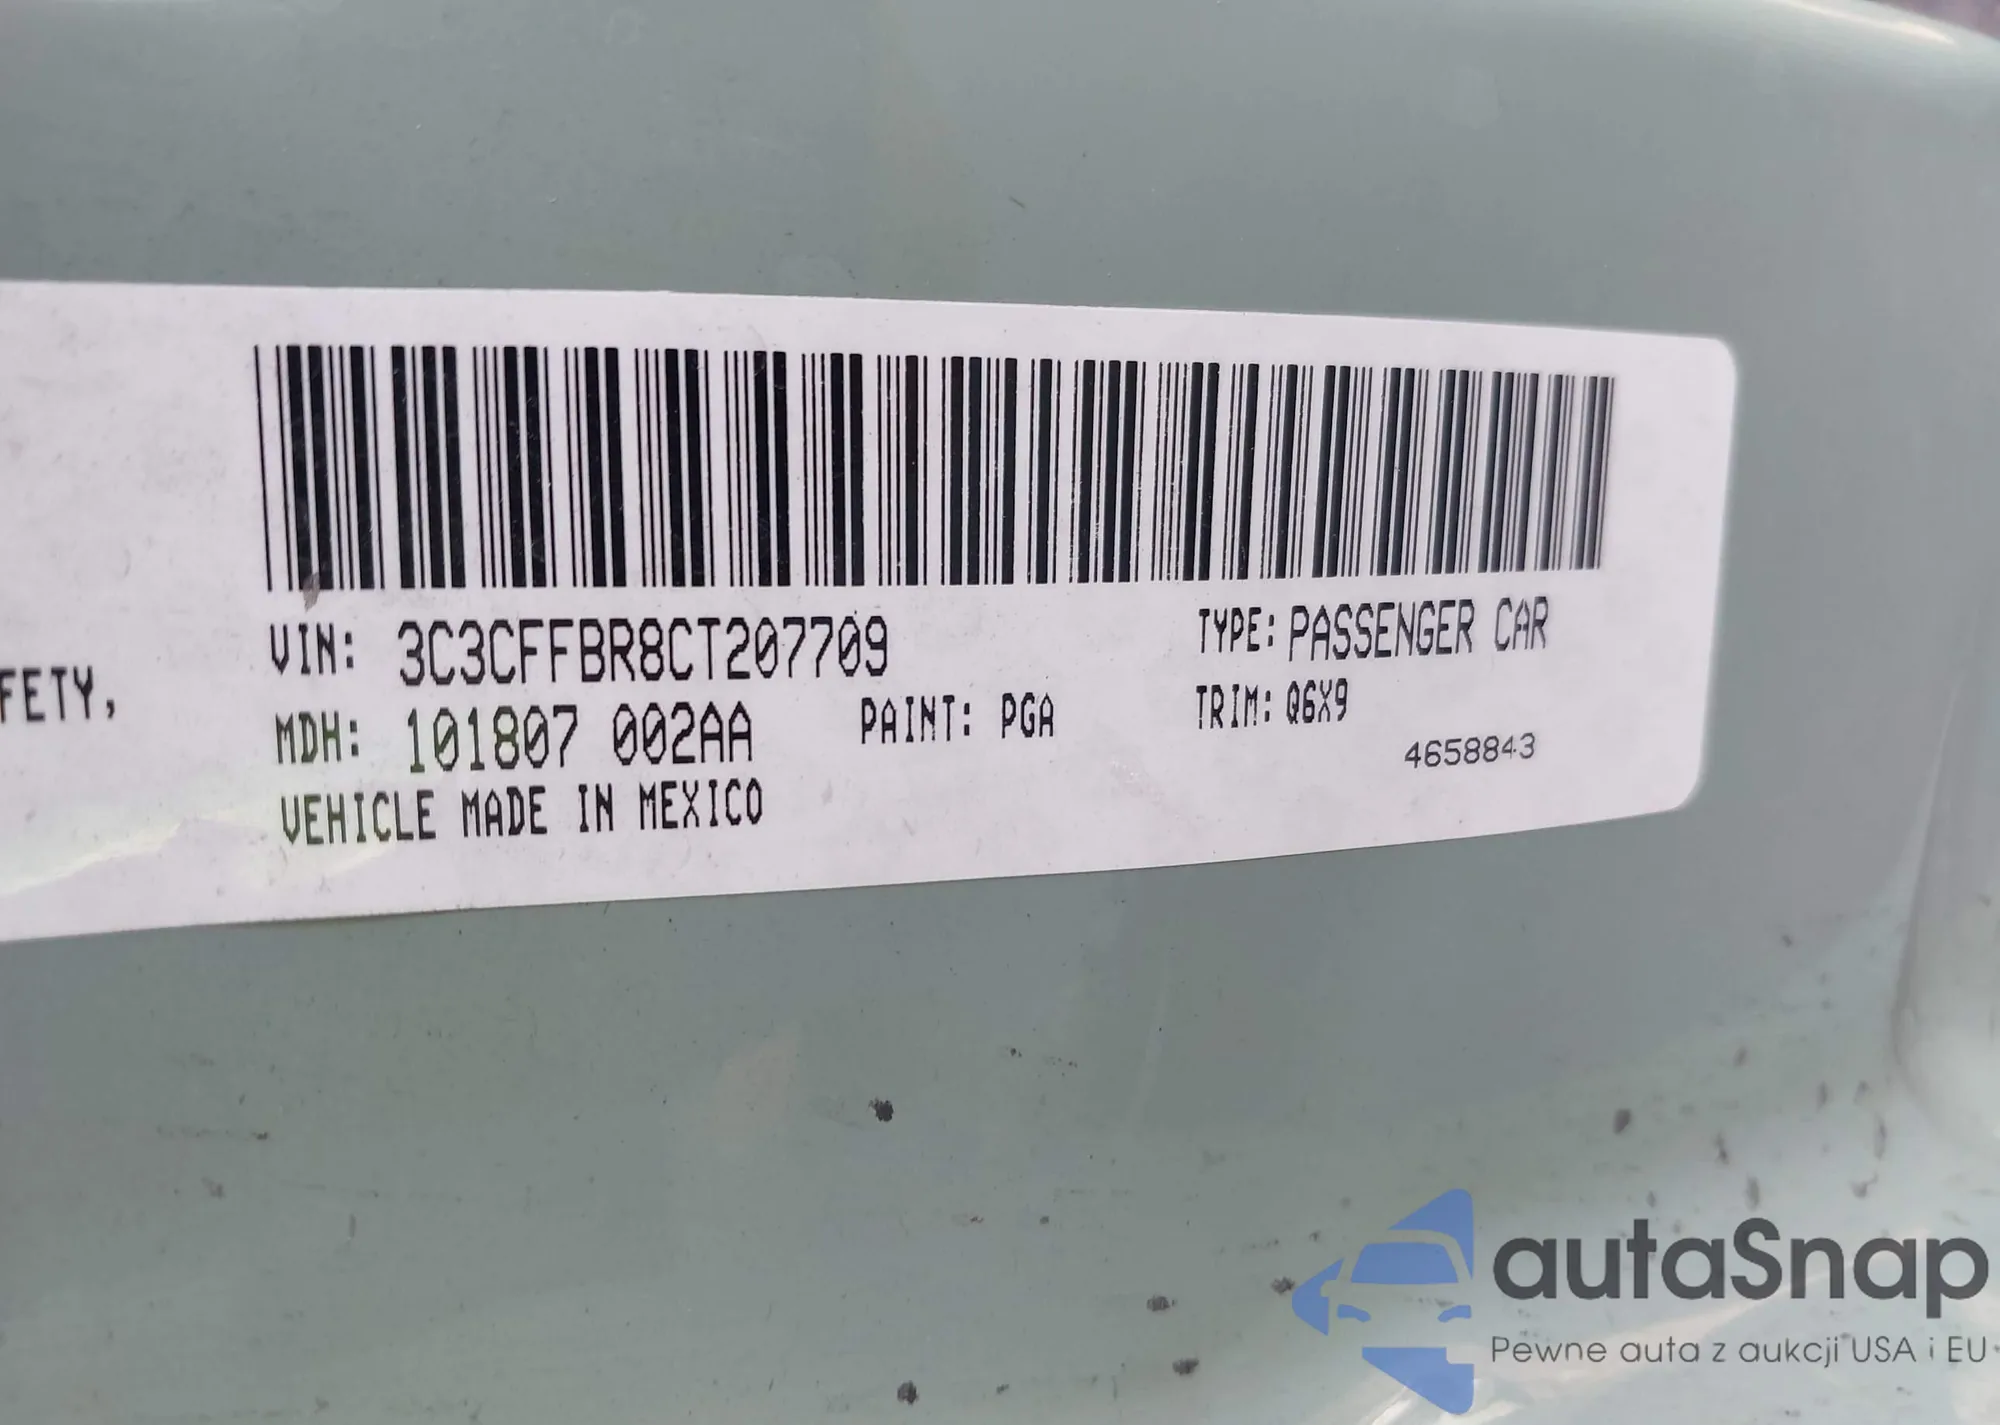 FETY,
VIN: 3C3CFFBR8CT207709
TYPE: PASSENGER CAR
MDH: 101807 002AA
PAINT: PGA
TRIM: Q6X9
4658843
VEHICLE MADE IN MEXICO
autaSnap
Pewne auta z aukcji USA i EU